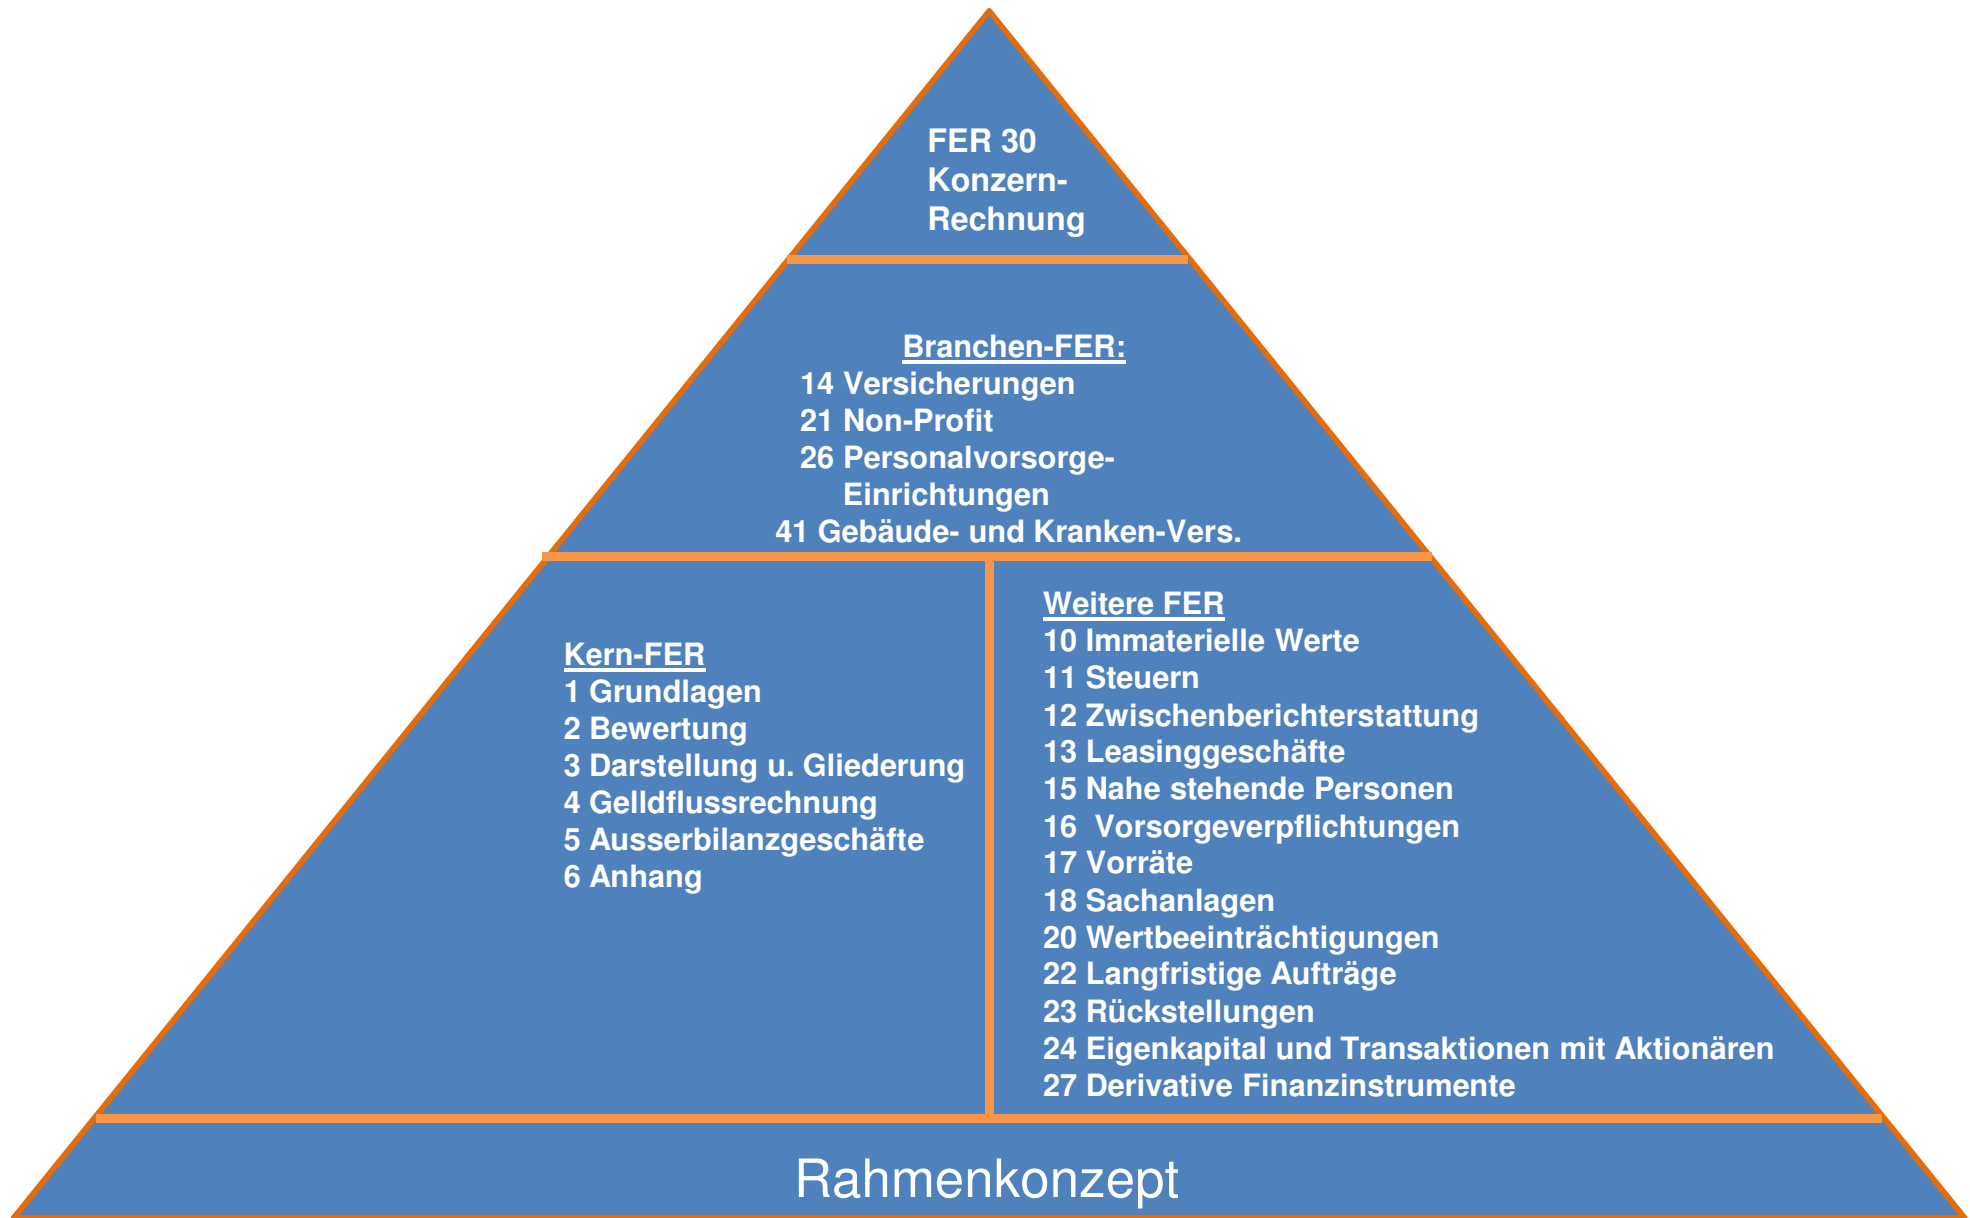 FER 30
Konzern-
Rechnung
Branchen-FER:
14 Versicherungen
21 Non-Profit
26 Personalvorsorge-
Einrichtungen
41 Gebäude- und Kranken-Vers.
Kern-FER
1 Grundlagen
2 Bewertung
3 Darstellung u. Gliederung
4 Gelldflussrechnung
5 Ausserbilanzgeschäfte
6 Anhang
Weitere FER
10 Immaterielle Werte
11 Steuern
12 Zwischenberichterstattung
13 Leasinggeschäfte
15 Nahe stehende Personen
16 Vorsorgeverpflichtungen
17 Vorräte
18 Sachanlagen
20 Wertbeeinträchtigungen
22 Langfristige Aufträge
23 Rückstellungen
24 Eigenkapital und Transaktionen mit Aktionären
27 Derivative Finanzinstrumente
Rahmenkonzept